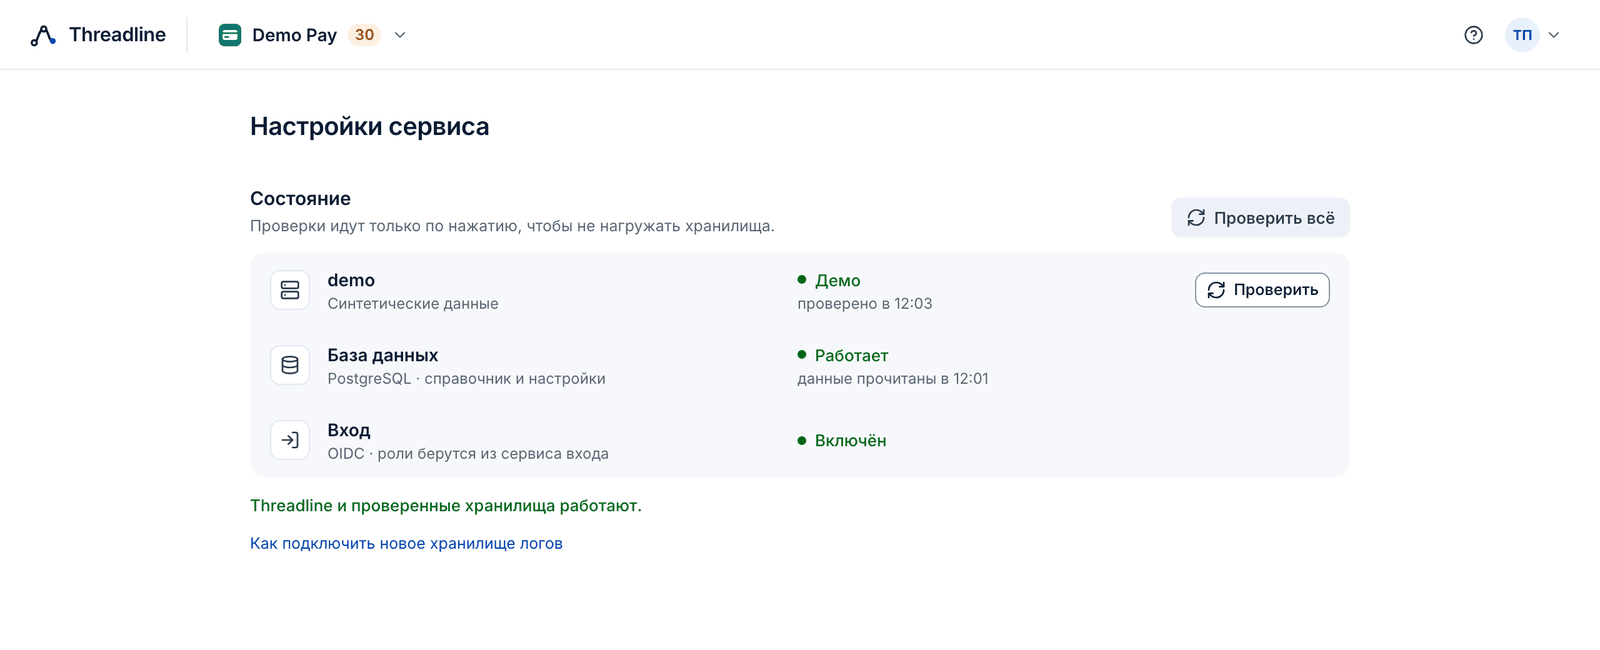 Threadline
Demo Pay 30
ТП
Настройки сервиса
Состояние
Проверки идут только по нажатию, чтобы не нагружать хранилища.
Проверить всё
demo
Синтетические данные
Демо
проверено в 12:03
Проверить
База данных
PostgreSQL · справочник и настройки
Работает
данные прочитаны в 12:01
Вход
OIDC · роли берутся из сервиса входа
Включён
Threadline и проверенные хранилища работают.
Как подключить новое хранилище логов